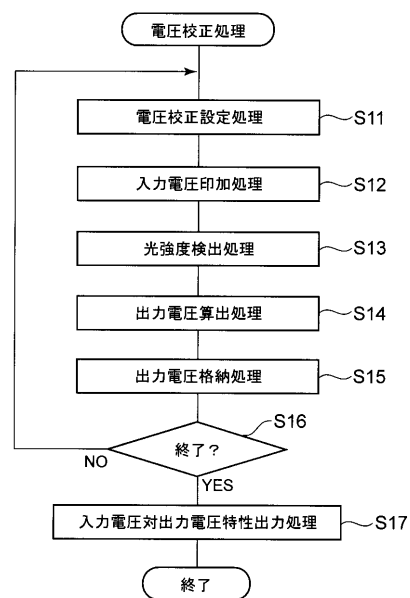 電圧校正処理
電圧校正設定処理
S11
入力電圧印加処理
S12
光強度検出処理
S13
出力電圧算出処理
S14
出力電圧格納処理
S15
S16
終了?
NO
YES
入力電圧対出力電圧特性出力処理
S17
終了